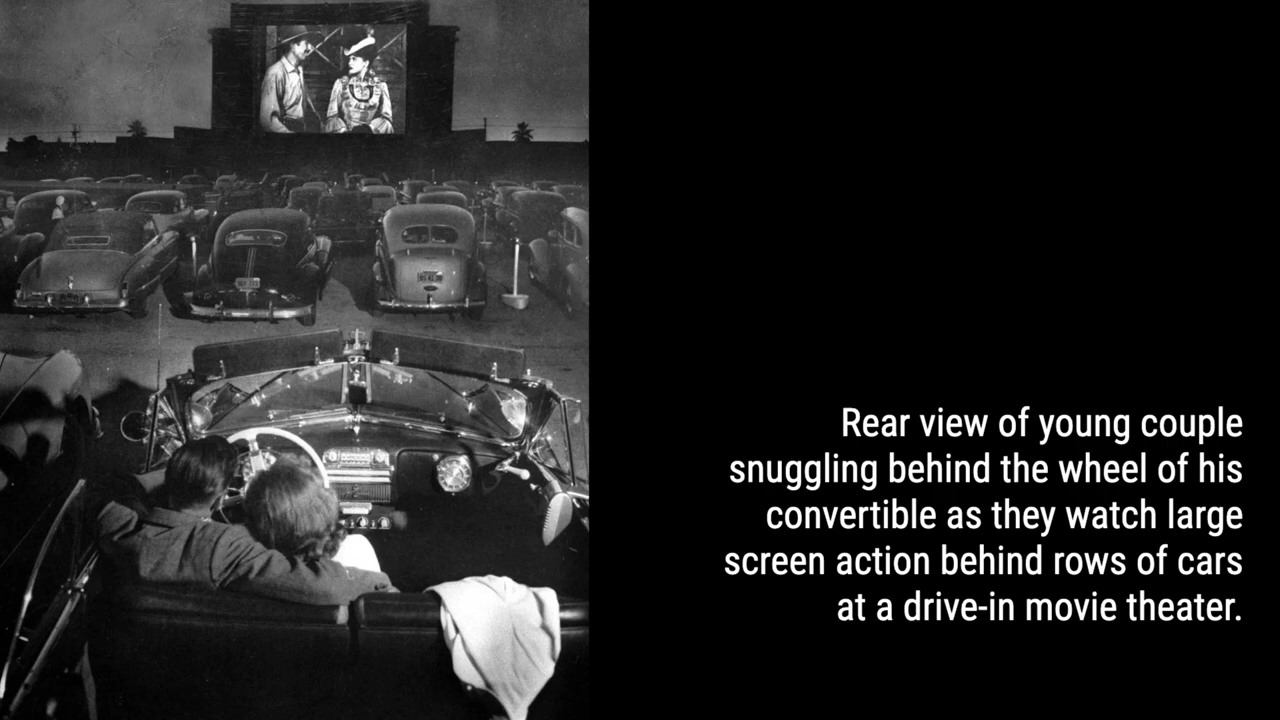 Rear view of young couple
snuggling behind the wheel of his
convertible as they watch large
screen action behind rows of cars
at a drive-in movie theater.